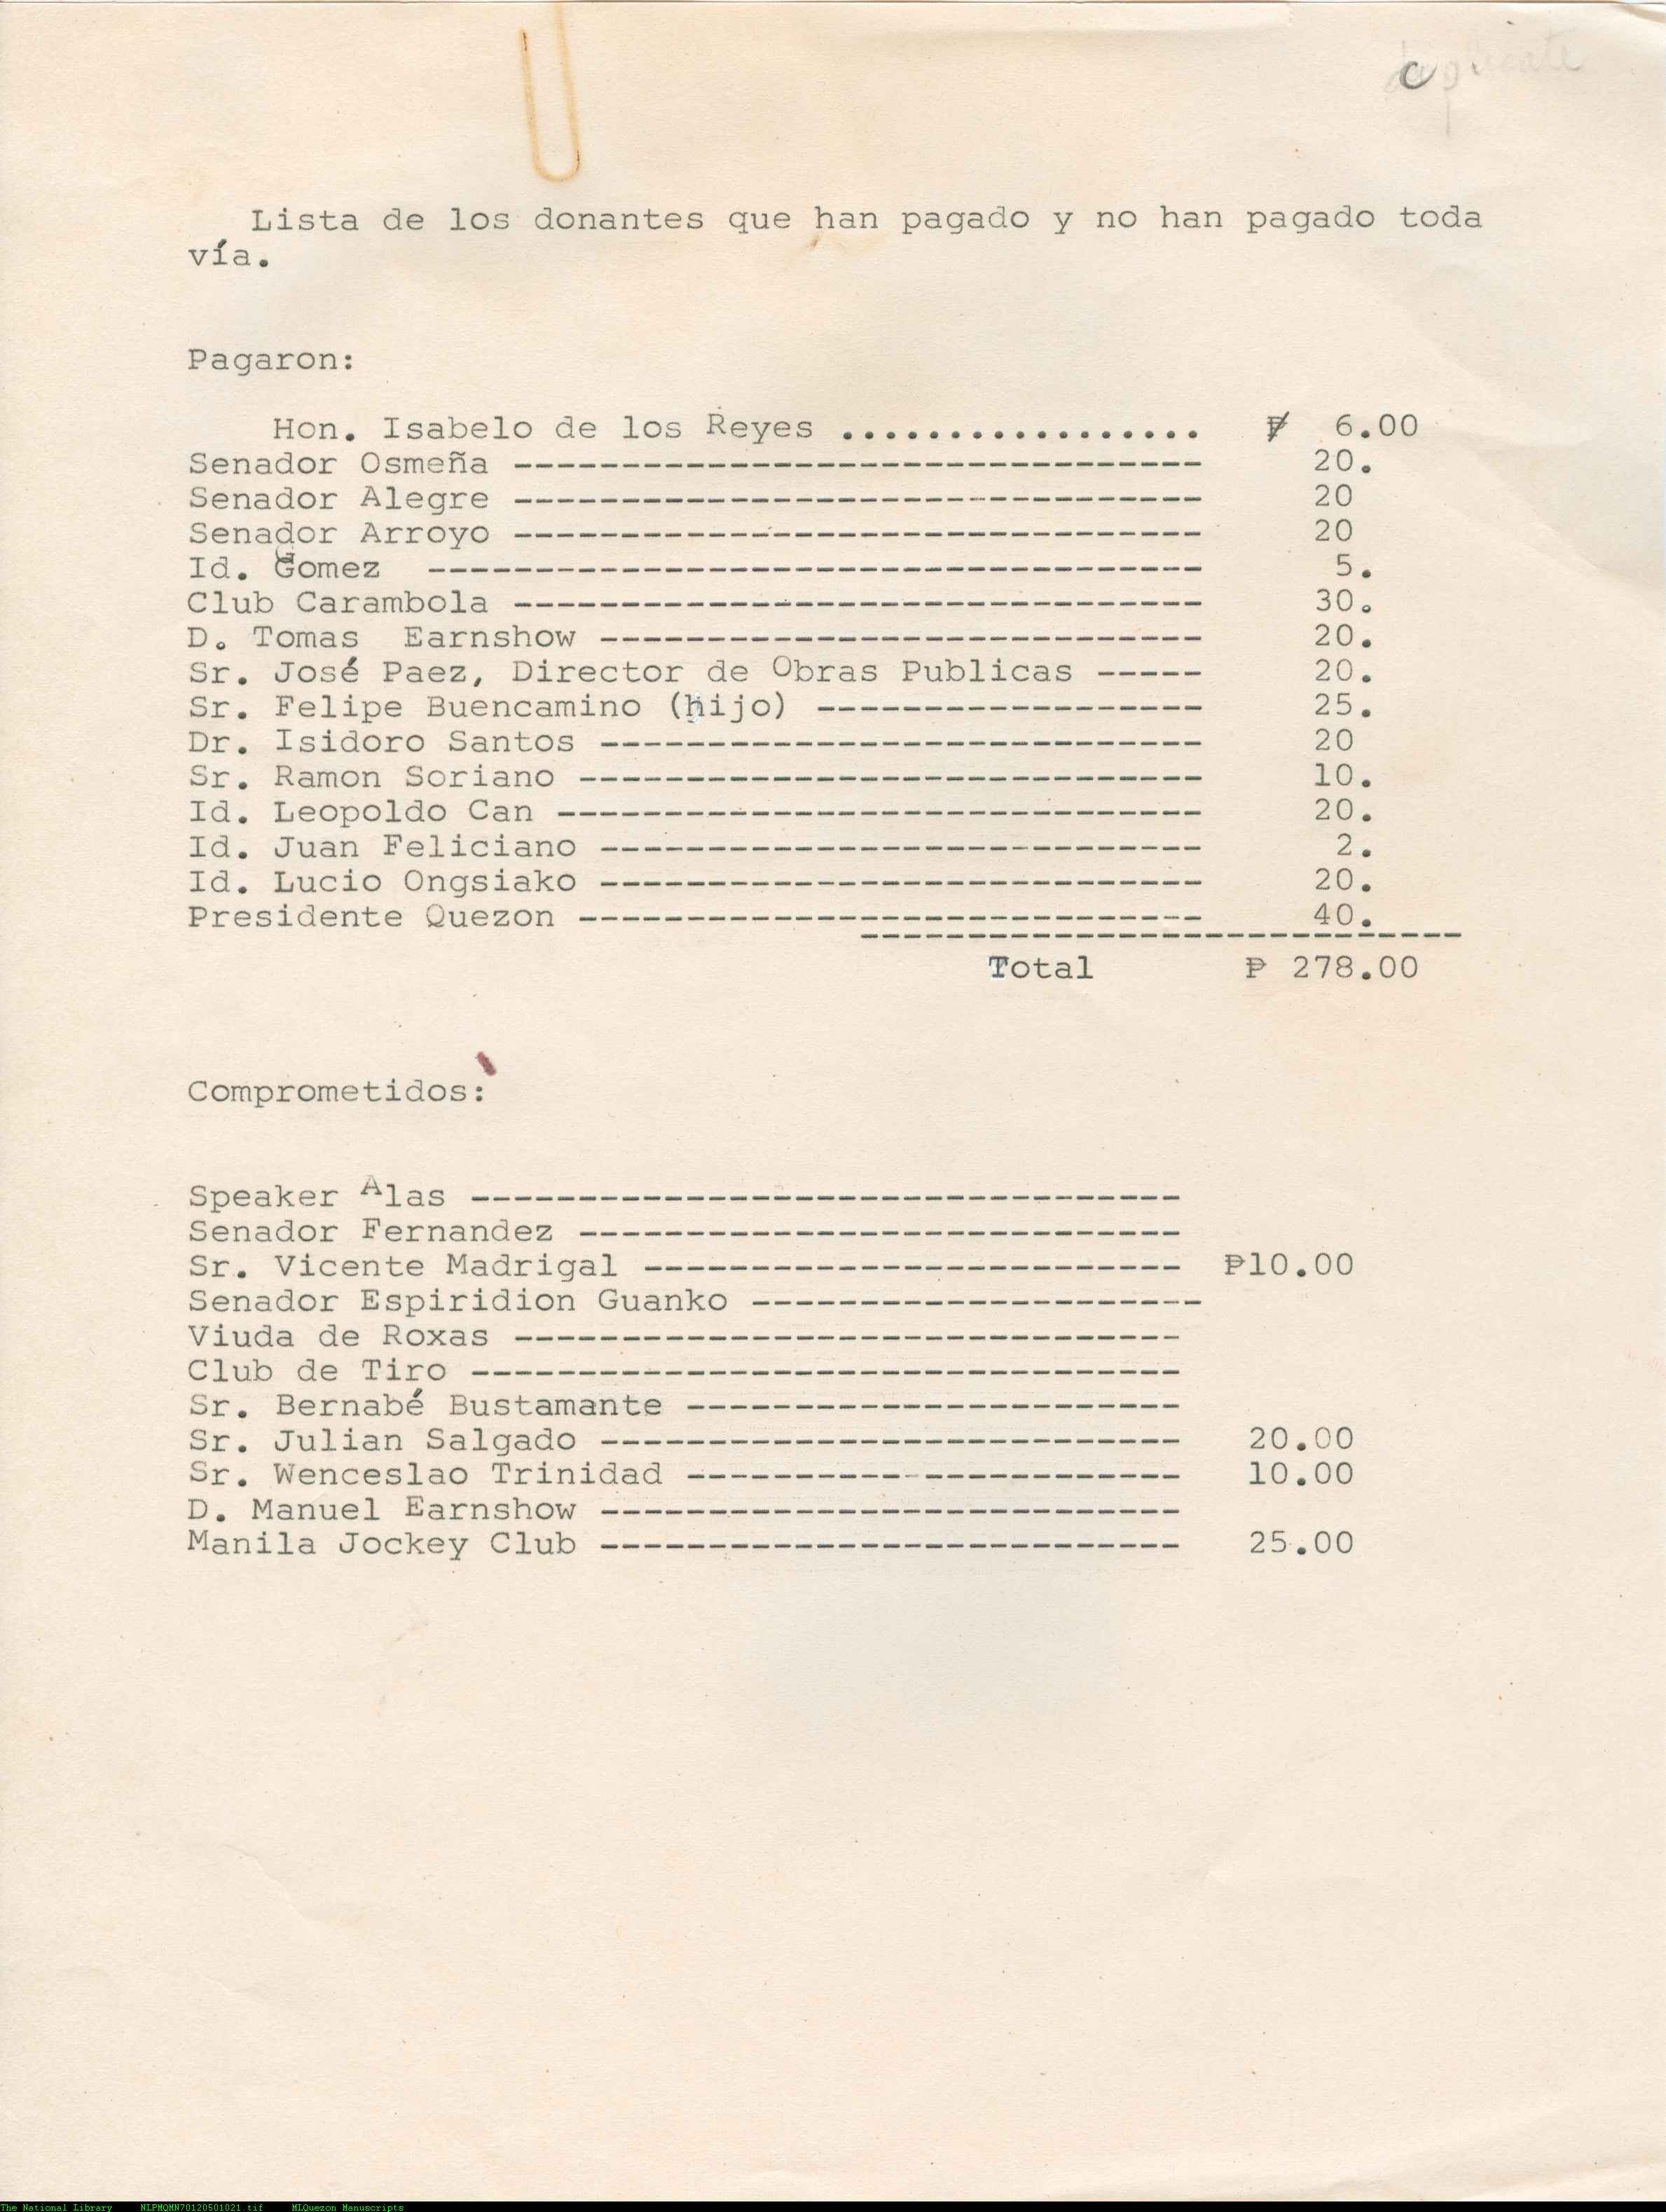 duplicate
Lista de los donantes que han pagado y no han pagado toda
vía.
Pagaron:
Hon. Isabelo de los Reyes ................. ₱ 6.00
Senador Osmeña -------------------------------- 20.
Senador Alegre -------------------------------- 20
Senador Arroyo -------------------------------- 20
Id. Gomez ------------------------------------ 5.
Club Carambola -------------------------------- 30.
D. Tomas Earnshow ---------------------------- 20.
Sr. José Paez, Director de Obras Publicas ----- 20.
Sr. Felipe Buencamino (hijo) ------------------ 25.
Dr. Isidoro Santos ---------------------------- 20
Sr. Ramon Soriano ----------------------------- 10.
Id. Leopoldo Can ------------------------------ 20.
Id. Juan Feliciano ---------------------------- 2.
Id. Lucio Ongsiako ---------------------------- 20.
Presidente Quezon ----------------------------- 40.
----------------------------
Total ₱ 278.00
Comprometidos:
Speaker Alas ---------------------------------
Senador Fernandez ----------------------------
Sr. Vicente Madrigal ------------------------- ₱10.00
Senador Espiridion Guanko ---------------------
Viuda de Roxas -------------------------------
Club de Tiro ---------------------------------
Sr. Bernabé Bustamante -----------------------
Sr. Julian Salgado --------------------------- 20.00
Sr. Wenceslao Trinidad ----------------------- 10.00
D. Manuel Earnshow ---------------------------
Manila Jockey Club --------------------------- 25.00
The National Library NLPMQMN70120501021.tif MLQuezon Manuscripts